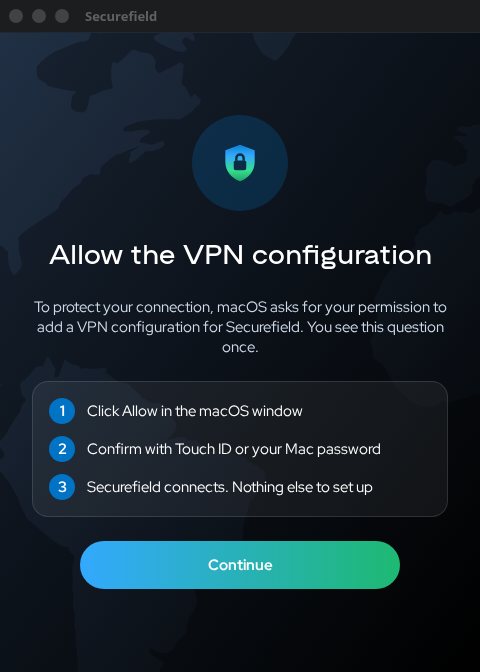 Securefield
Allow the VPN configuration
To protect your connection, macOS asks for your permission to
add a VPN configuration for Securefield. You see this question
once.
1 Click Allow in the macOS window
2 Confirm with Touch ID or your Mac password
3 Securefield connects. Nothing else to set up
Continue